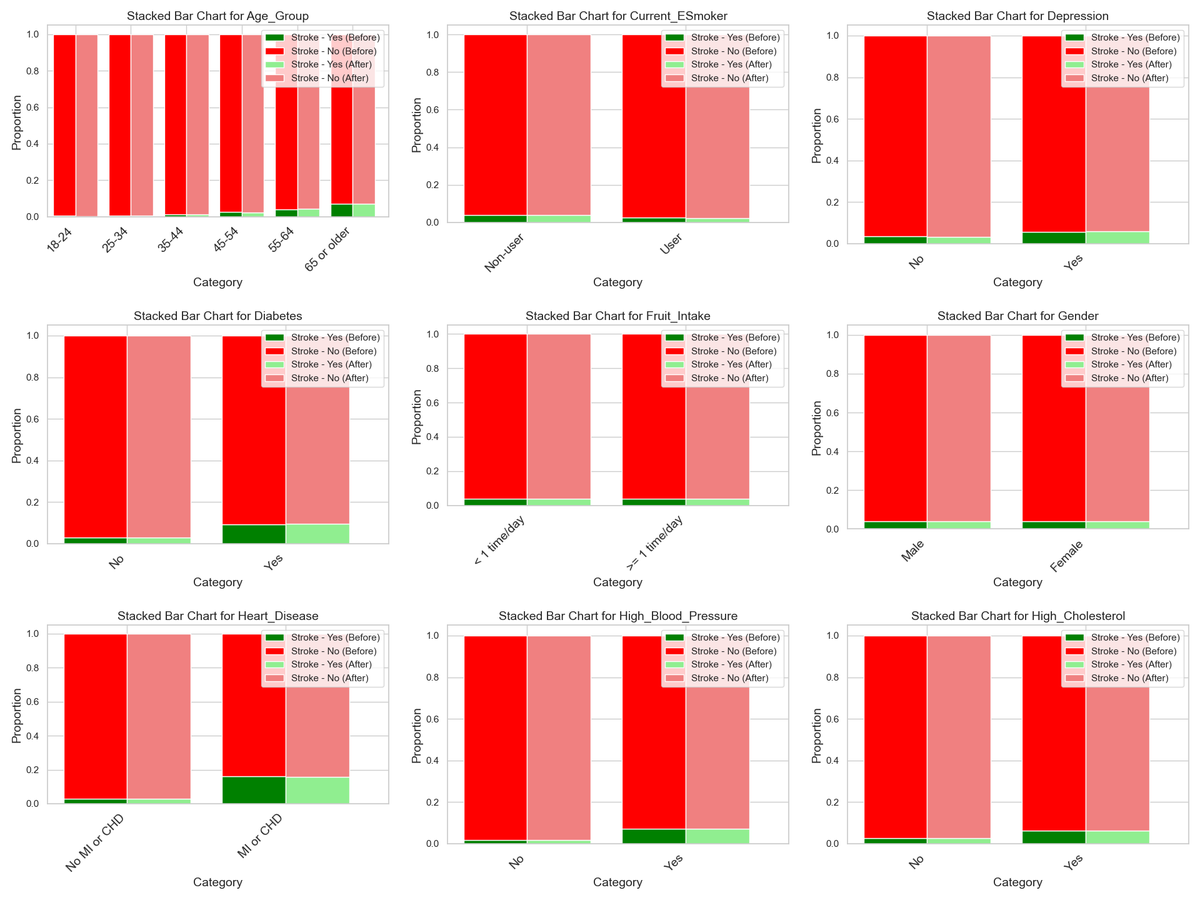 Stacked Bar Chart for Age_Group
Proportion
1.0
0.8
0.6
0.4
0.2
0.0
Stroke - Yes (Before)
Stroke - No (Before)
Stroke - Yes (After)
Stroke - No (After)
18-24
25-34
35-44
45-54
55-64
65 or older
Category
Stacked Bar Chart for Current_ESmoker
Proportion
1.0
0.8
0.6
0.4
0.2
0.0
Stroke - Yes (Before)
Stroke - No (Before)
Stroke - Yes (After)
Stroke - No (After)
Non-user
User
Category
Stacked Bar Chart for Depression
Proportion
1.0
0.8
0.6
0.4
0.2
0.0
Stroke - Yes (Before)
Stroke - No (Before)
Stroke - Yes (After)
Stroke - No (After)
No
Yes
Category
Stacked Bar Chart for Diabetes
Proportion
1.0
0.8
0.6
0.4
0.2
0.0
Stroke - Yes (Before)
Stroke - No (Before)
Stroke - Yes (After)
Stroke - No (After)
No
Yes
Category
Stacked Bar Chart for Fruit_Intake
Proportion
1.0
0.8
0.6
0.4
0.2
0.0
Stroke - Yes (Before)
Stroke - No (Before)
Stroke - Yes (After)
Stroke - No (After)
< 1 time/day
>= 1 time/day
Category
Stacked Bar Chart for Gender
Proportion
1.0
0.8
0.6
0.4
0.2
0.0
Stroke - Yes (Before)
Stroke - No (Before)
Stroke - Yes (After)
Stroke - No (After)
Male
Female
Category
Stacked Bar Chart for Heart_Disease
Proportion
1.0
0.8
0.6
0.4
0.2
0.0
Stroke - Yes (Before)
Stroke - No (Before)
Stroke - Yes (After)
Stroke - No (After)
No MI or CHD
MI or CHD
Category
Stacked Bar Chart for High_Blood_Pressure
Proportion
1.0
0.8
0.6
0.4
0.2
0.0
Stroke - Yes (Before)
Stroke - No (Before)
Stroke - Yes (After)
Stroke - No (After)
No
Yes
Category
Stacked Bar Chart for High_Cholesterol
Proportion
1.0
0.8
0.6
0.4
0.2
0.0
Stroke - Yes (Before)
Stroke - No (Before)
Stroke - Yes (After)
Stroke - No (After)
No
Yes
Category